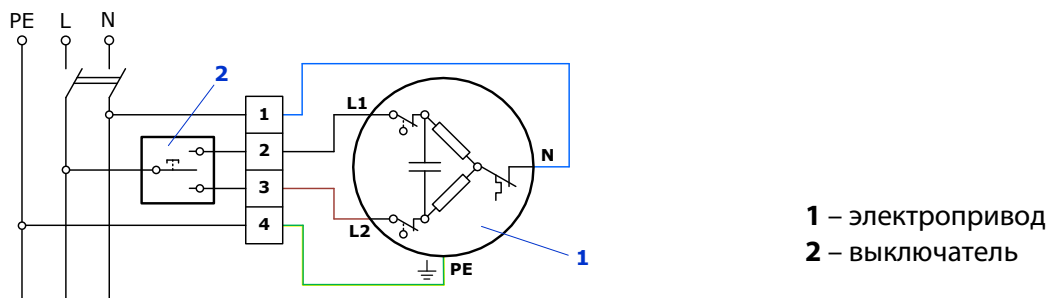 PE L N
2
1
2
3
4
L1
L2
N
PE
1
1 – электропривод
2 – выключатель